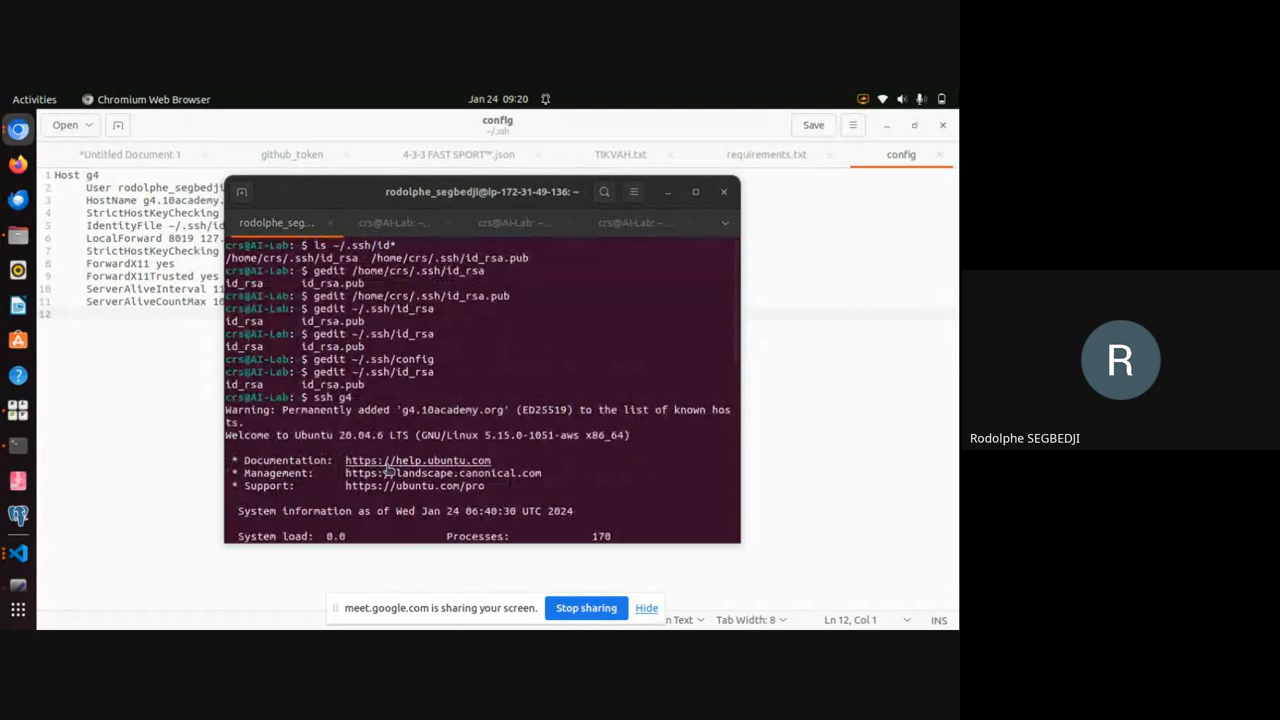 Activities
Chromium Web Browser
Jan 24 09:20
Open
config
~/.ssh
Save
*Untitled Document 1
github_token
4-3-3 FAST SPORT™.json
TIKVAH.txt
requirements.txt
config
1 Host g4
2 User rodolphe_segbedji
3 HostName g4.10academy.
4 StrictHostKeyChecking
5 IdentityFile ~/.ssh/id
6 LocalForward 8019 127.
7 StrictHostKeyChecking
8 ForwardX11 yes
9 ForwardX11Trusted yes
10 ServerAliveInterval 11
11 ServerAliveCountMax 10
12
rodolphe_segbedji@ip-172-31-49-136: ~
rodolphe_seg...
crs@AI-Lab: ~...
crs@AI-Lab: ~...
crs@AI-Lab: ~...
crs@AI-Lab: $ ls ~/.ssh/id*
/home/crs/.ssh/id_rsa /home/crs/.ssh/id_rsa.pub
crs@AI-Lab: $ gedit /home/crs/.ssh/id_rsa
id_rsa id_rsa.pub
crs@AI-Lab: $ gedit /home/crs/.ssh/id_rsa.pub
crs@AI-Lab: $ gedit ~/.ssh/id_rsa
id_rsa id_rsa.pub
crs@AI-Lab: $ gedit ~/.ssh/id_rsa
id_rsa id_rsa.pub
crs@AI-Lab: $ gedit ~/.ssh/config
crs@AI-Lab: $ gedit ~/.ssh/id_rsa
id_rsa id_rsa.pub
crs@AI-Lab: $ ssh g4
Warning: Permanently added 'g4.10academy.org' (ED25519) to the list of known hos
ts.
Welcome to Ubuntu 20.04.6 LTS (GNU/Linux 5.15.0-1051-aws x86_64)
* Documentation: https://help.ubuntu.com
* Management: https://landscape.canonical.com
* Support: https://ubuntu.com/pro
System information as of Wed Jan 24 06:40:30 UTC 2024
System load: 0.0 Processes: 170
meet.google.com is sharing your screen.
Stop sharing
Hide
n Text
Tab Width: 8
Ln 12, Col 1
INS
R
Rodolphe SEGBEDJI